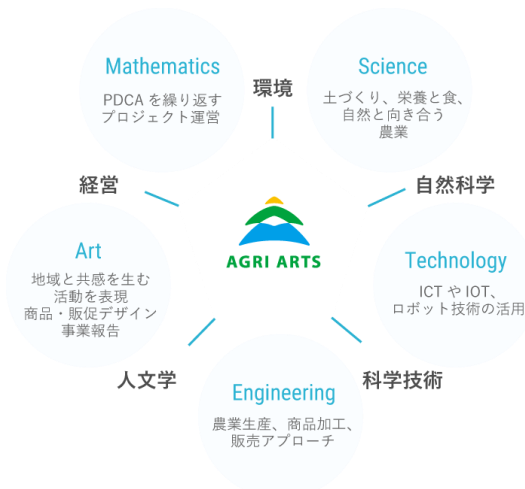 Mathematics
PDCA を繰り返す
プロジェクト運営
環境
Science
土づくり、栄養と食、
自然と向き合う
農業
経営
自然科学
AGRI ARTS
Art
地域と共感を生む
活動を表現
商品・販促デザイン
事業報告
Technology
ICT や IOT、
ロボット技術の活用
人文学
科学技術
Engineering
農業生産、商品加工、
販売アプローチ